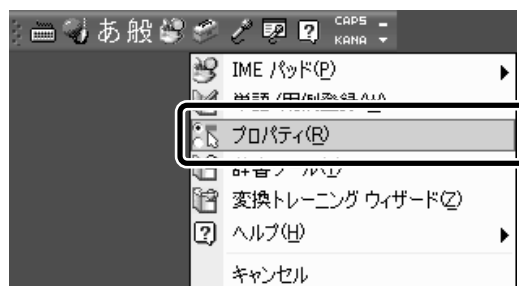 あ 般 CAPS KANA
IME パッド(P)
プロパティ(R)
変換トレーニング ウィザード(Z)
ヘルプ(H)
キャンセル